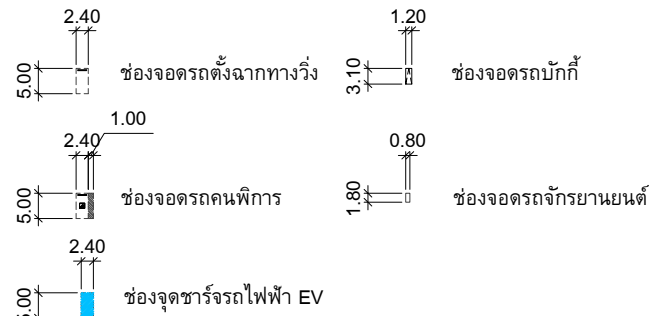 2.40
5.00 ช่องจอดรถตั้งฉากทางวิ่ง
1.20
3.10 ช่องจอดรถบักกี้
2.40 1.00
5.00 ช่องจอดรถคนพิการ
0.80
1.80 ช่องจอดรถจักรยานยนต์
2.40
5.00 ช่องจุดชาร์จรถไฟฟ้า EV